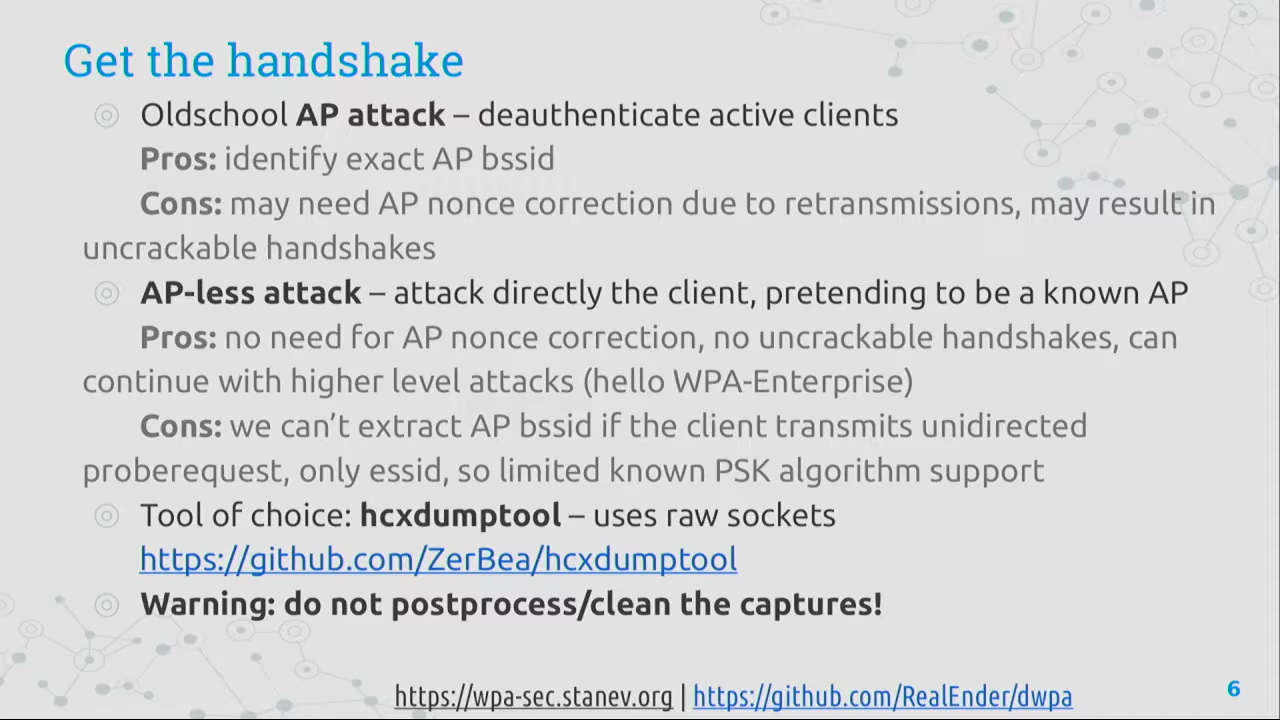 Get the handshake
Oldschool AP attack – deauthenticate active clients
Pros: identify exact AP bssid
Cons: may need AP nonce correction due to retransmissions, may result in
uncrackable handshakes
AP-less attack – attack directly the client, pretending to be a known AP
Pros: no need for AP nonce correction, no uncrackable handshakes, can
continue with higher level attacks (hello WPA-Enterprise)
Cons: we can’t extract AP bssid if the client transmits unidirected
proberequest, only essid, so limited known PSK algorithm support
Tool of choice: hcxdumptool – uses raw sockets
https://github.com/ZerBea/hcxdumptool
Warning: do not postprocess/clean the captures!
https://wpa-sec.stanev.org | https://github.com/RealEnder/dwpa
6